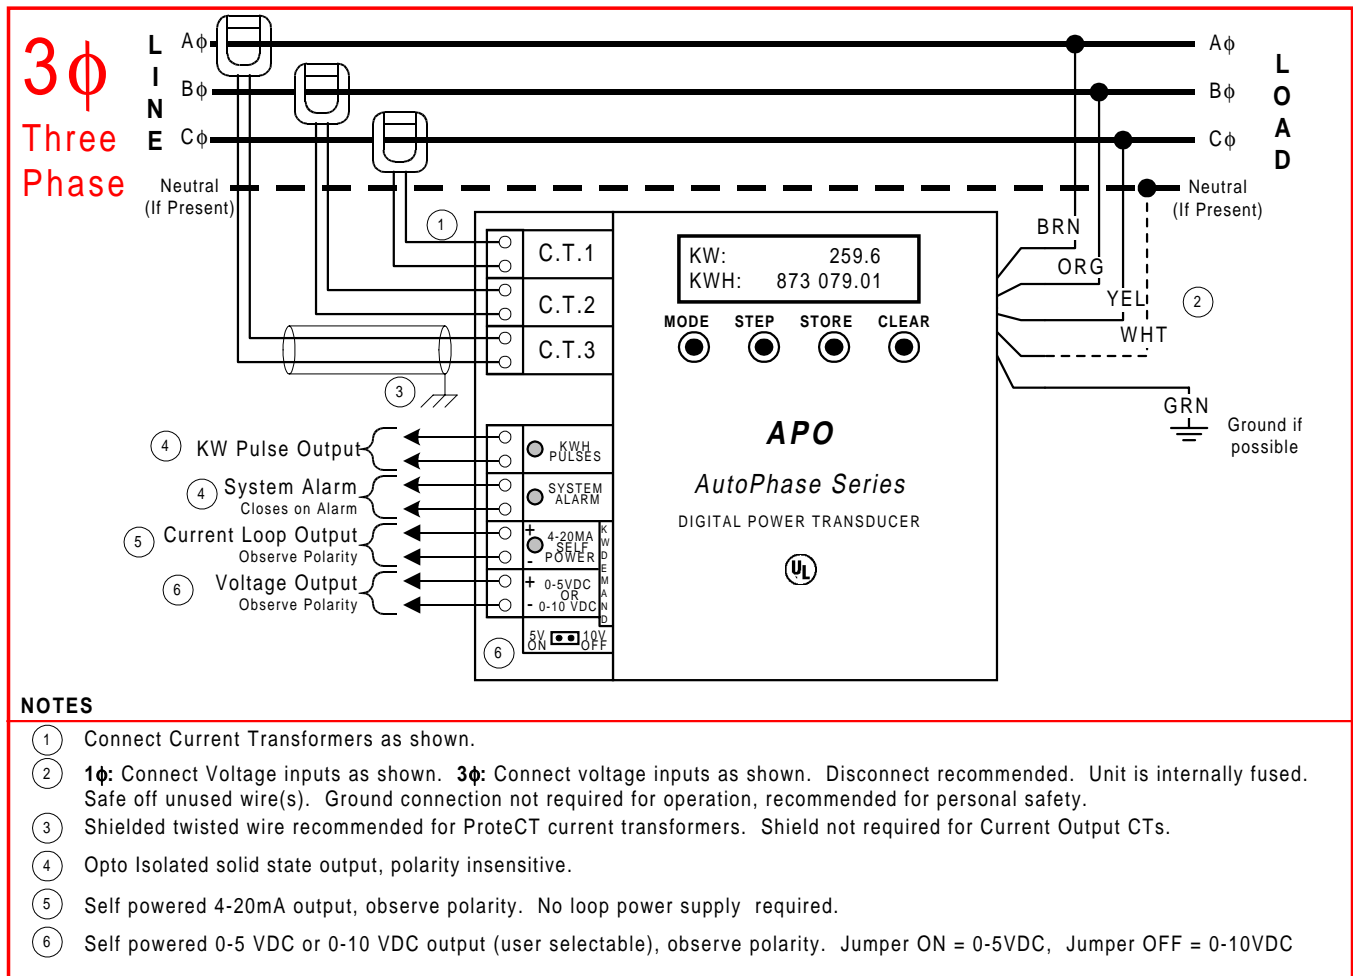 3ϕ
Three
Phase
LINE
Aϕ
Bϕ
Cϕ
Neutral
(If Present)
Aϕ
Bϕ
Cϕ
Neutral
(If Present)
LOAD
1
C.T.1
C.T.2
C.T.3
3
KW: 259.6
KWH: 873 079.01
MODE STEP STORE CLEAR
BRN
ORG
YEL
WHT
2
GRN
Ground if
possible
APO
AutoPhase Series
DIGITAL POWER TRANSDUCER
UL
4 KW Pulse Output
KWH
PULSES
4 System Alarm
Closes on Alarm
SYSTEM
ALARM
5 Current Loop Output
Observe Polarity
+ 4-20MA
SELF
- POWER
6 Voltage Output
Observe Polarity
+ 0-5VDC
OR
- 0-10 VDC
KW DEMAND
5V 10V
ON OFF
6
NOTES
1 Connect Current Transformers as shown.
2 1ϕ: Connect Voltage inputs as shown. 3ϕ: Connect voltage inputs as shown. Disconnect recommended. Unit is internally fused.
Safe off unused wire(s). Ground connection not required for operation, recommended for personal safety.
3 Shielded twisted wire recommended for ProteCT current transformers. Shield not required for Current Output CTs.
4 Opto Isolated solid state output, polarity insensitive.
5 Self powered 4-20mA output, observe polarity. No loop power supply required.
6 Self powered 0-5 VDC or 0-10 VDC output (user selectable), observe polarity. Jumper ON = 0-5VDC, Jumper OFF = 0-10VDC